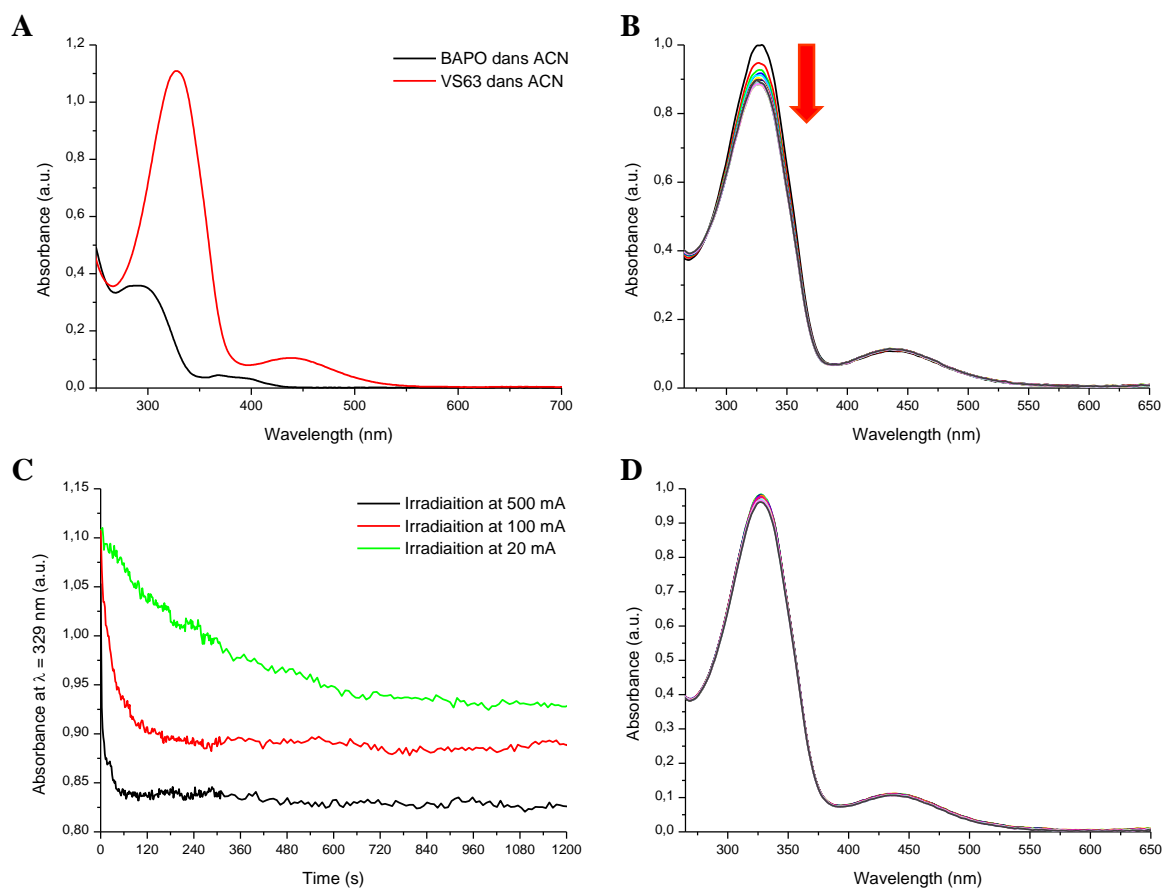 A
1,2
1,0
0,8
0,6
0,4
0,2
0,0
Absorbance (a.u.)
BAPO dans ACN
VS63 dans ACN
300 400 500 600 700
Wavelength (nm)
B
1,0
0,8
0,6
0,4
0,2
0,0
Absorbance (a.u.)
300 350 400 450 500 550 600 650
Wavelength (nm)
C
1,15
1,10
1,05
1,00
0,95
0,90
0,85
0,80
Absorbance at λ = 329 nm (a.u.)
Irradiaition at 500 mA
Irradiaition at 100 mA
Irradiaition at 20 mA
0 120 240 360 480 600 720 840 960 1080 1200
Time (s)
D
1,0
0,9
0,8
0,7
0,6
0,5
0,4
0,3
0,2
0,1
0,0
Absorbance (a.u.)
300 350 400 450 500 550 600 650
Wavelength (nm)